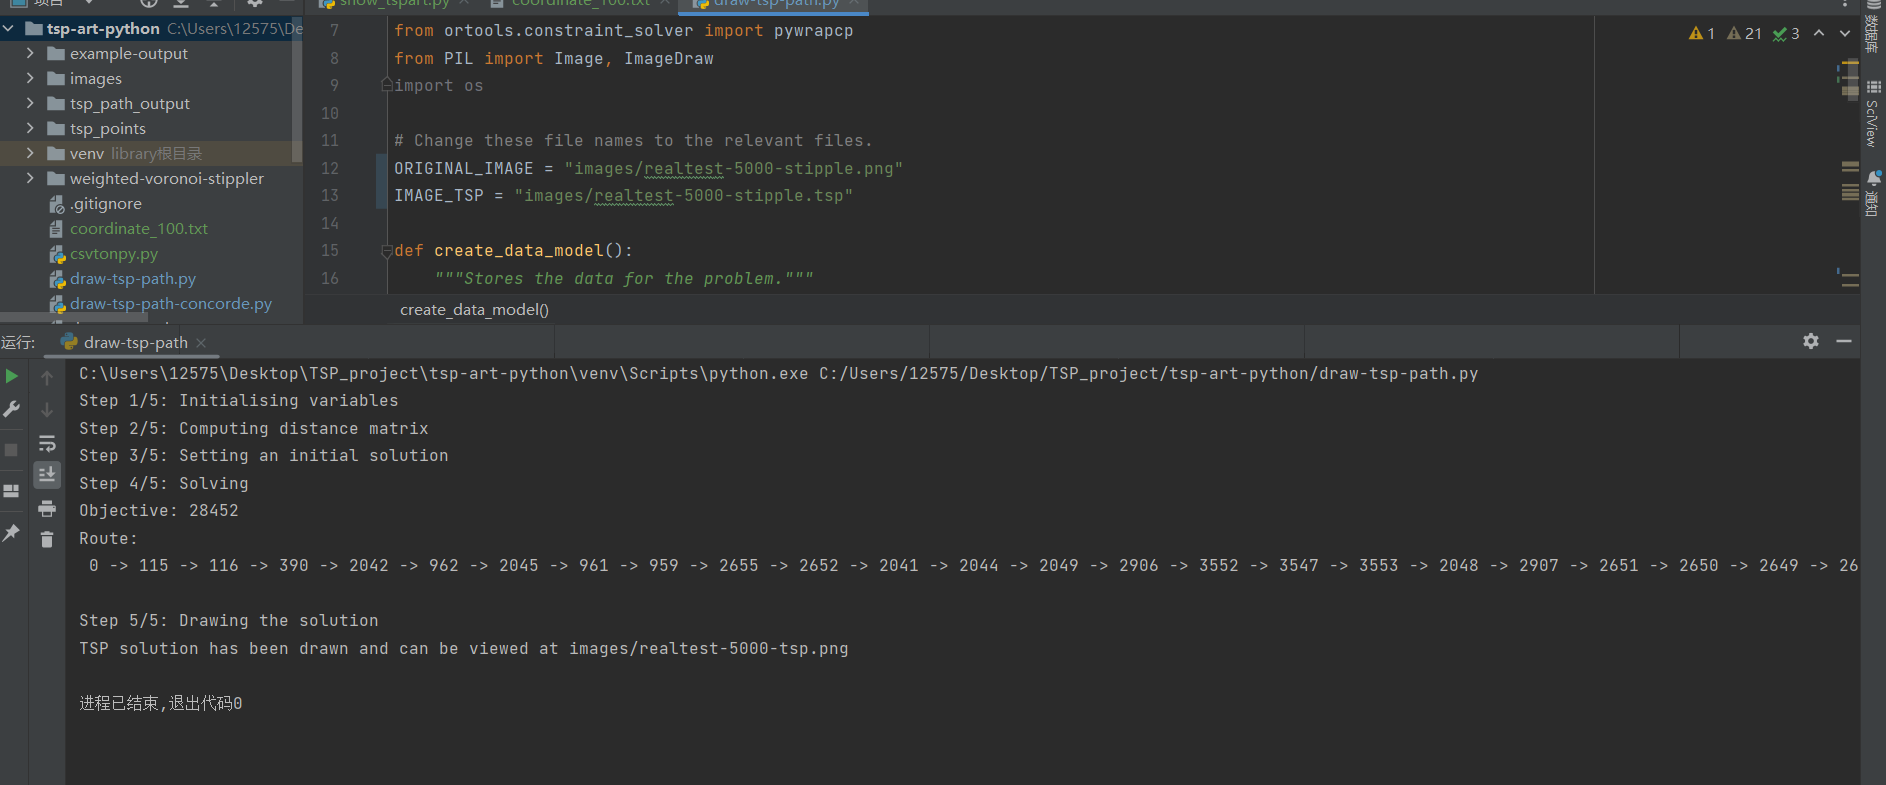 项目
show_tspart.py
coordinate_100.txt
draw-tsp-path.py
tsp-art-python C:\Users\12575\De
example-output
images
tsp_path_output
tsp_points
venv library根目录
weighted-voronoi-stippler
.gitignore
coordinate_100.txt
csvtonpy.py
draw-tsp-path.py
draw-tsp-path-concorde.py
7 from ortools.constraint_solver import pywrapcp
8 from PIL import Image, ImageDraw
9 import os
10
11 # Change these file names to the relevant files.
12 ORIGINAL_IMAGE = "images/realtest-5000-stipple.png"
13 IMAGE_TSP = "images/realtest-5000-stipple.tsp"
14
15 def create_data_model():
16 """Stores the data for the problem."""
1 21 3
create_data_model()
数据库
SciView
通知
运行: draw-tsp-path
C:\Users\12575\Desktop\TSP_project\tsp-art-python\venv\Scripts\python.exe C:/Users/12575/Desktop/TSP_project/tsp-art-python/draw-tsp-path.py
Step 1/5: Initialising variables
Step 2/5: Computing distance matrix
Step 3/5: Setting an initial solution
Step 4/5: Solving
Objective: 28452
Route:
0 -> 115 -> 116 -> 390 -> 2042 -> 962 -> 2045 -> 961 -> 959 -> 2655 -> 2652 -> 2041 -> 2044 -> 2049 -> 2906 -> 3552 -> 3547 -> 3553 -> 2048 -> 2907 -> 2651 -> 2650 -> 2649 -> 26
Step 5/5: Drawing the solution
TSP solution has been drawn and can be viewed at images/realtest-5000-tsp.png
进程已结束,退出代码0